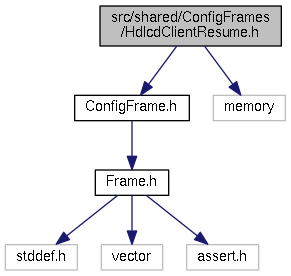 src/shared/ConfigFrames
/HdlcdClientResume.h
ConfigFrame.h
memory
Frame.h
stddef.h
vector
assert.h